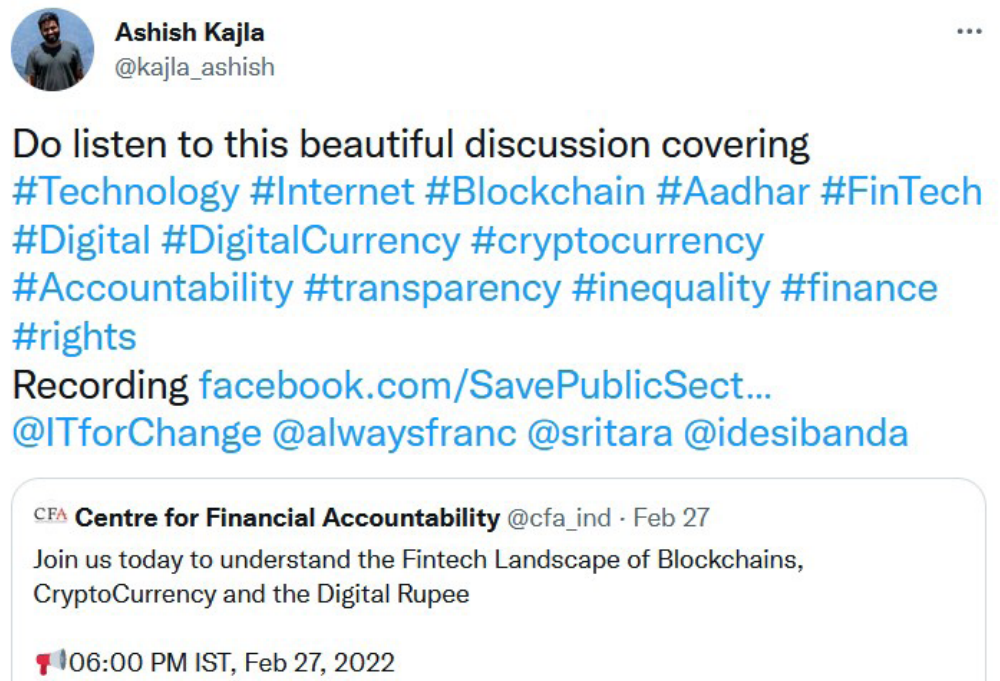 Ashish Kajla
@kajla_ashish
Do listen to this beautiful discussion covering
#Technology #Internet #Blockchain #Aadhar #FinTech
#Digital #DigitalCurrency #cryptocurrency
#Accountability #transparency #inequality #finance
#rights
Recording facebook.com/SavePublicSect...
@ITforChange @alwaysfranc @sritara @idesibanda
CFA Centre for Financial Accountability @cfa_ind · Feb 27
Join us today to understand the Fintech Landscape of Blockchains,
CryptoCurrency and the Digital Rupee
06:00 PM IST, Feb 27, 2022